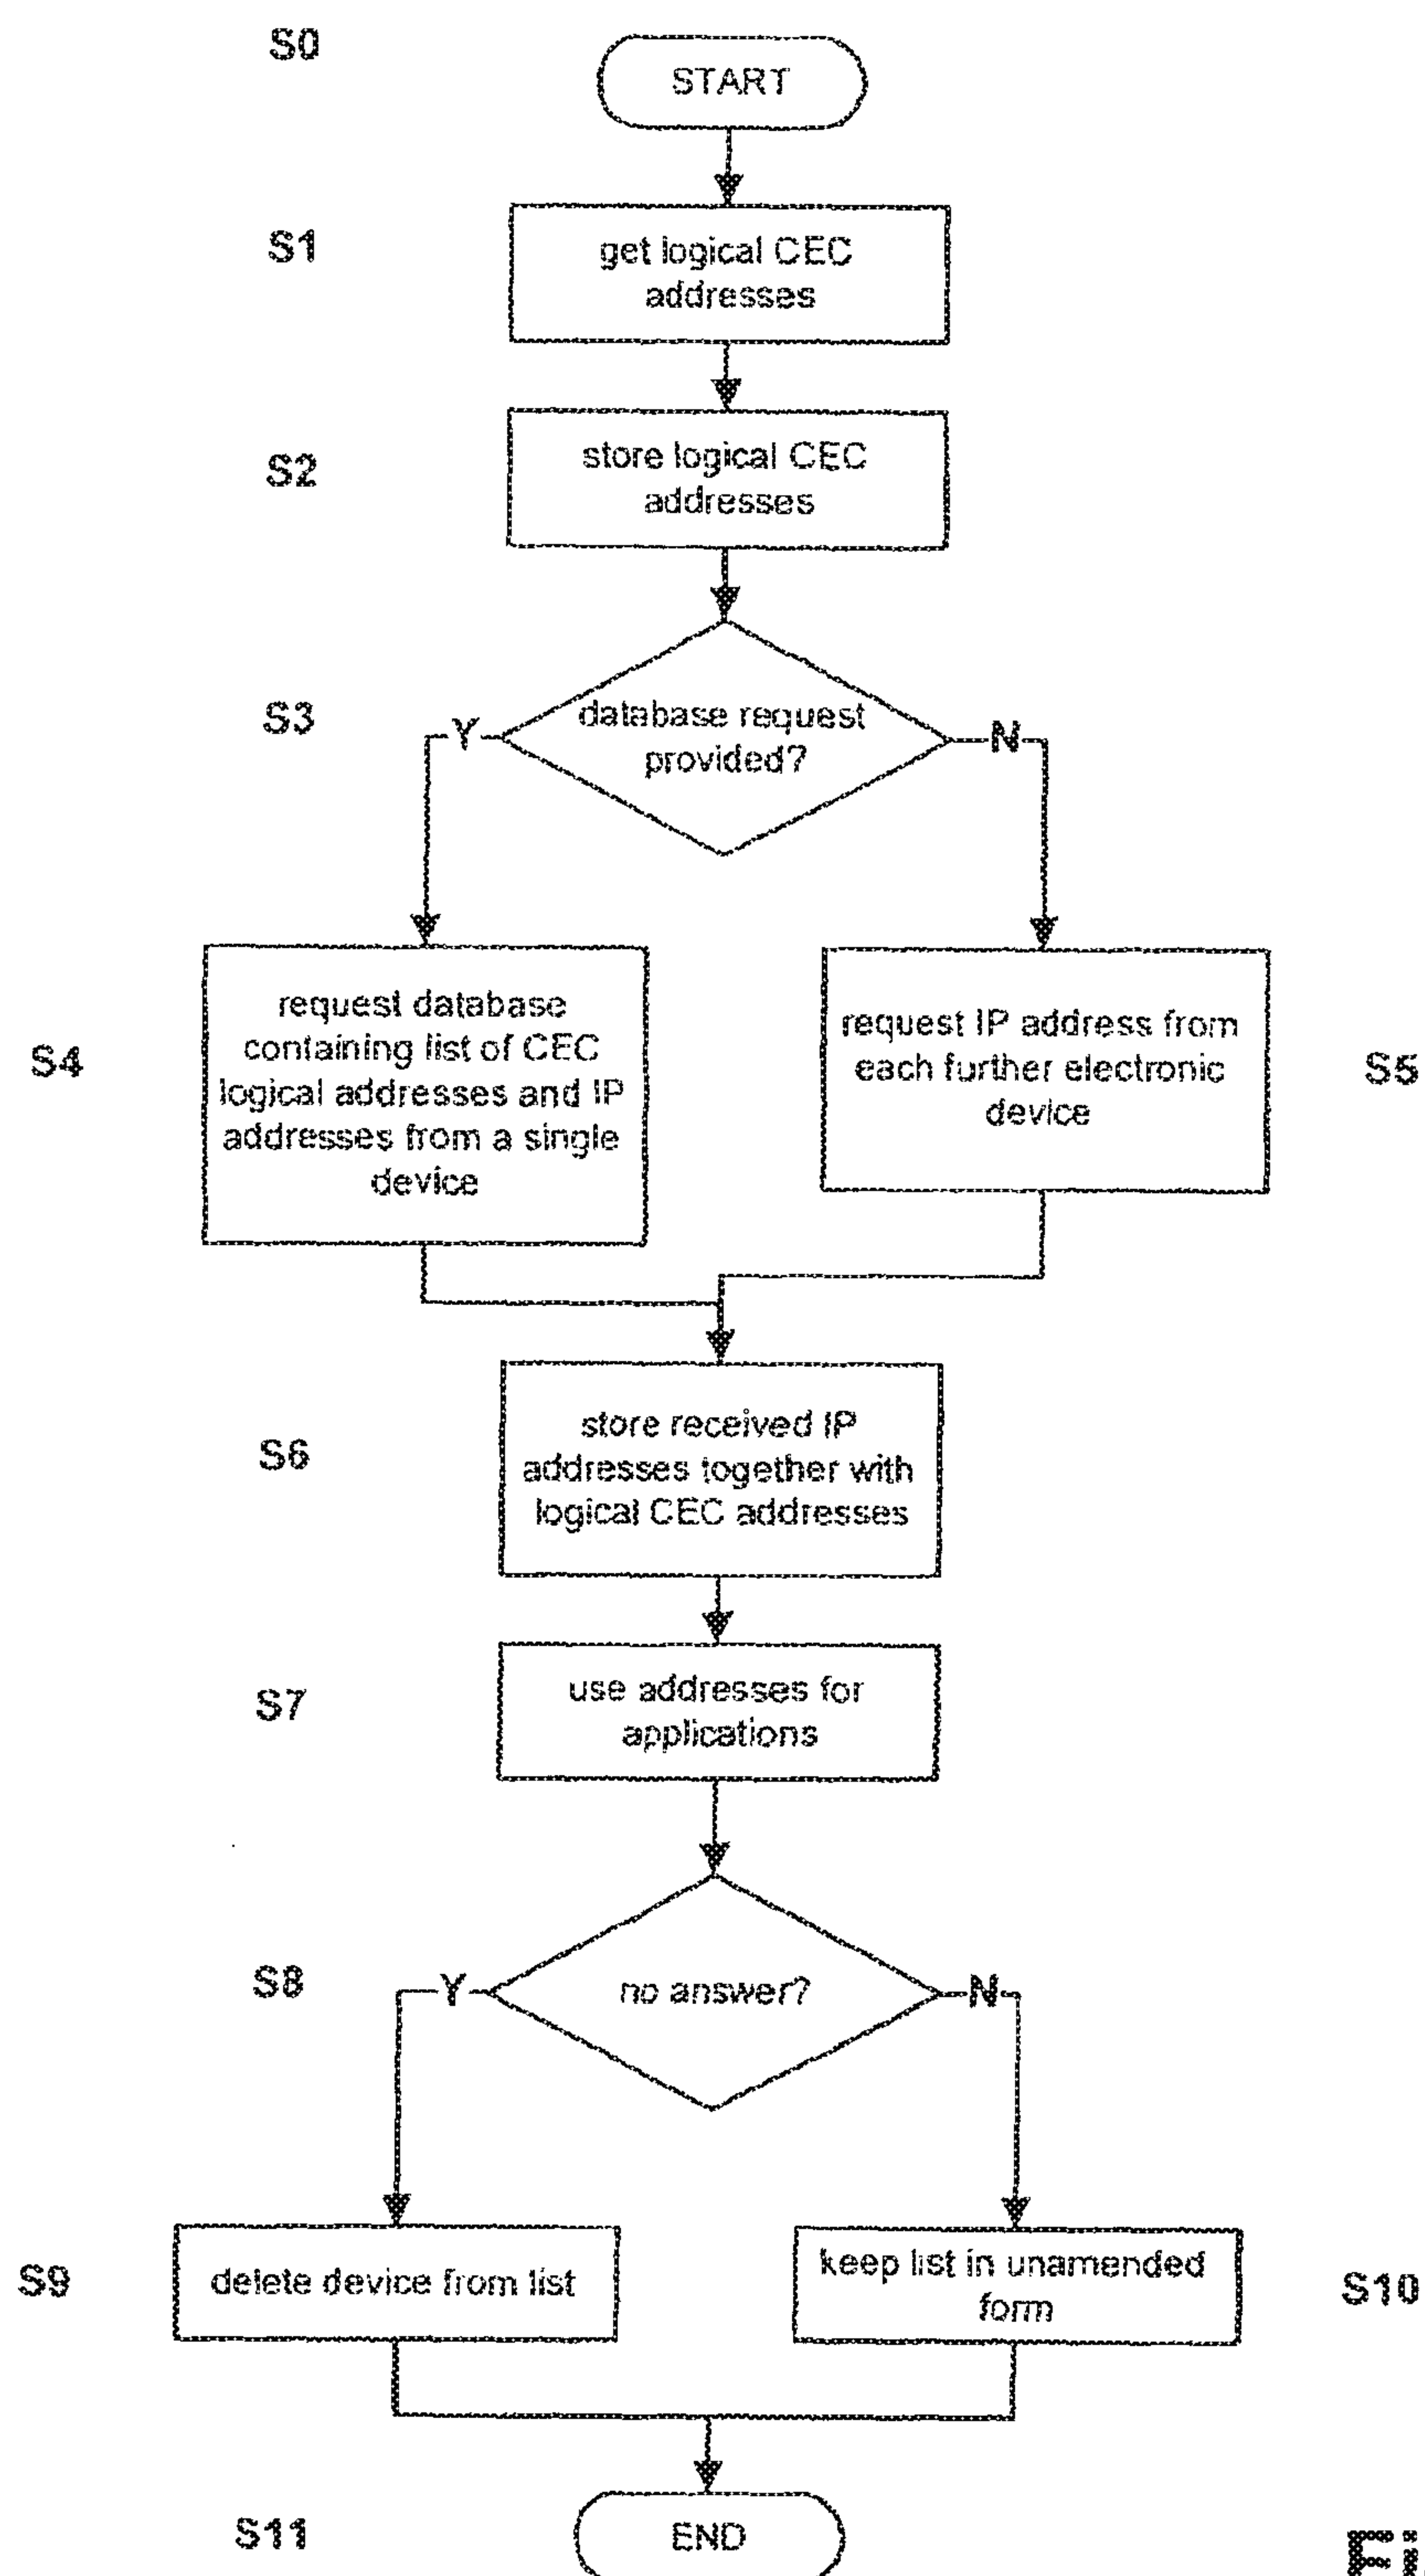 S0
START
S1
get logical CEC
addresses
S2
store logical CEC
addresses
S3
database request
provided?
Y
N
S4
request database
containing list of CEC
logical addresses and IP
addresses from a single
device
request IP address from
each further electronic
device
S5
S6
store received IP
addresses together with
logical CEC addresses
S7
use addresses for
applications
S8
no answer?
Y
N
S9
delete device from list
keep list in unamended
form
S10
S11
END